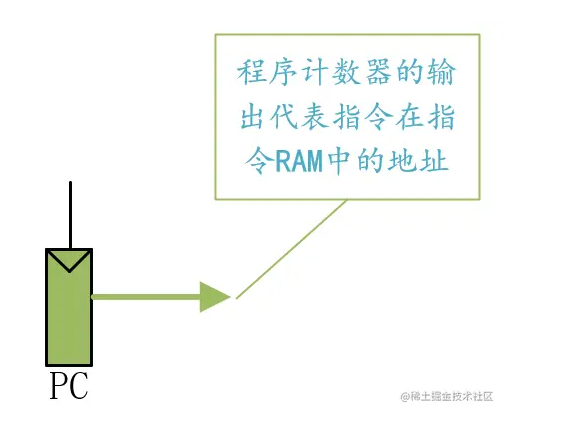 程序计数器的输
出代表指令在指
令RAM中的地址
PC
@稀土掘金技术社区